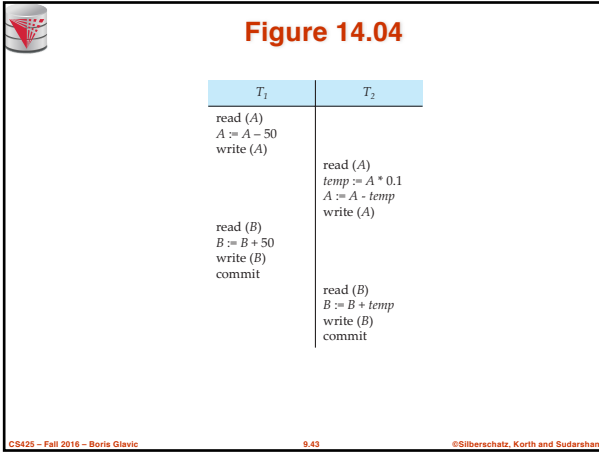 Figure 14.04
T1 T2
read (A)
A := A – 50
write (A)
read (A)
temp := A * 0.1
A := A - temp
write (A)
read (B)
B := B + 50
write (B)
commit
read (B)
B := B + temp
write (B)
commit
CS425 – Fall 2016 – Boris Glavic 9.43 ©Silberschatz, Korth and Sudarshan